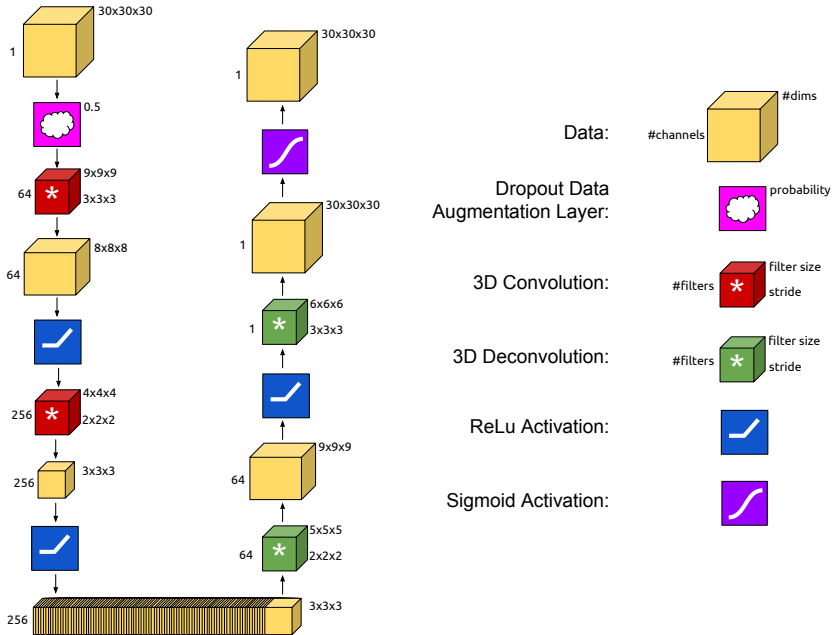 30x30x30
1
0.5
9x9x9
64
3x3x3
8x8x8
64
4x4x4
256
2x2x2
3x3x3
256
256
3x3x3
5x5x5
64
2x2x2
9x9x9
64
6x6x6
1
3x3x3
30x30x30
1
30x30x30
1
Data:
#channels
#dims
Dropout Data
Augmentation Layer:
probability
3D Convolution:
#filters
filter size
stride
3D Deconvolution:
#filters
filter size
stride
ReLu Activation:
Sigmoid Activation: